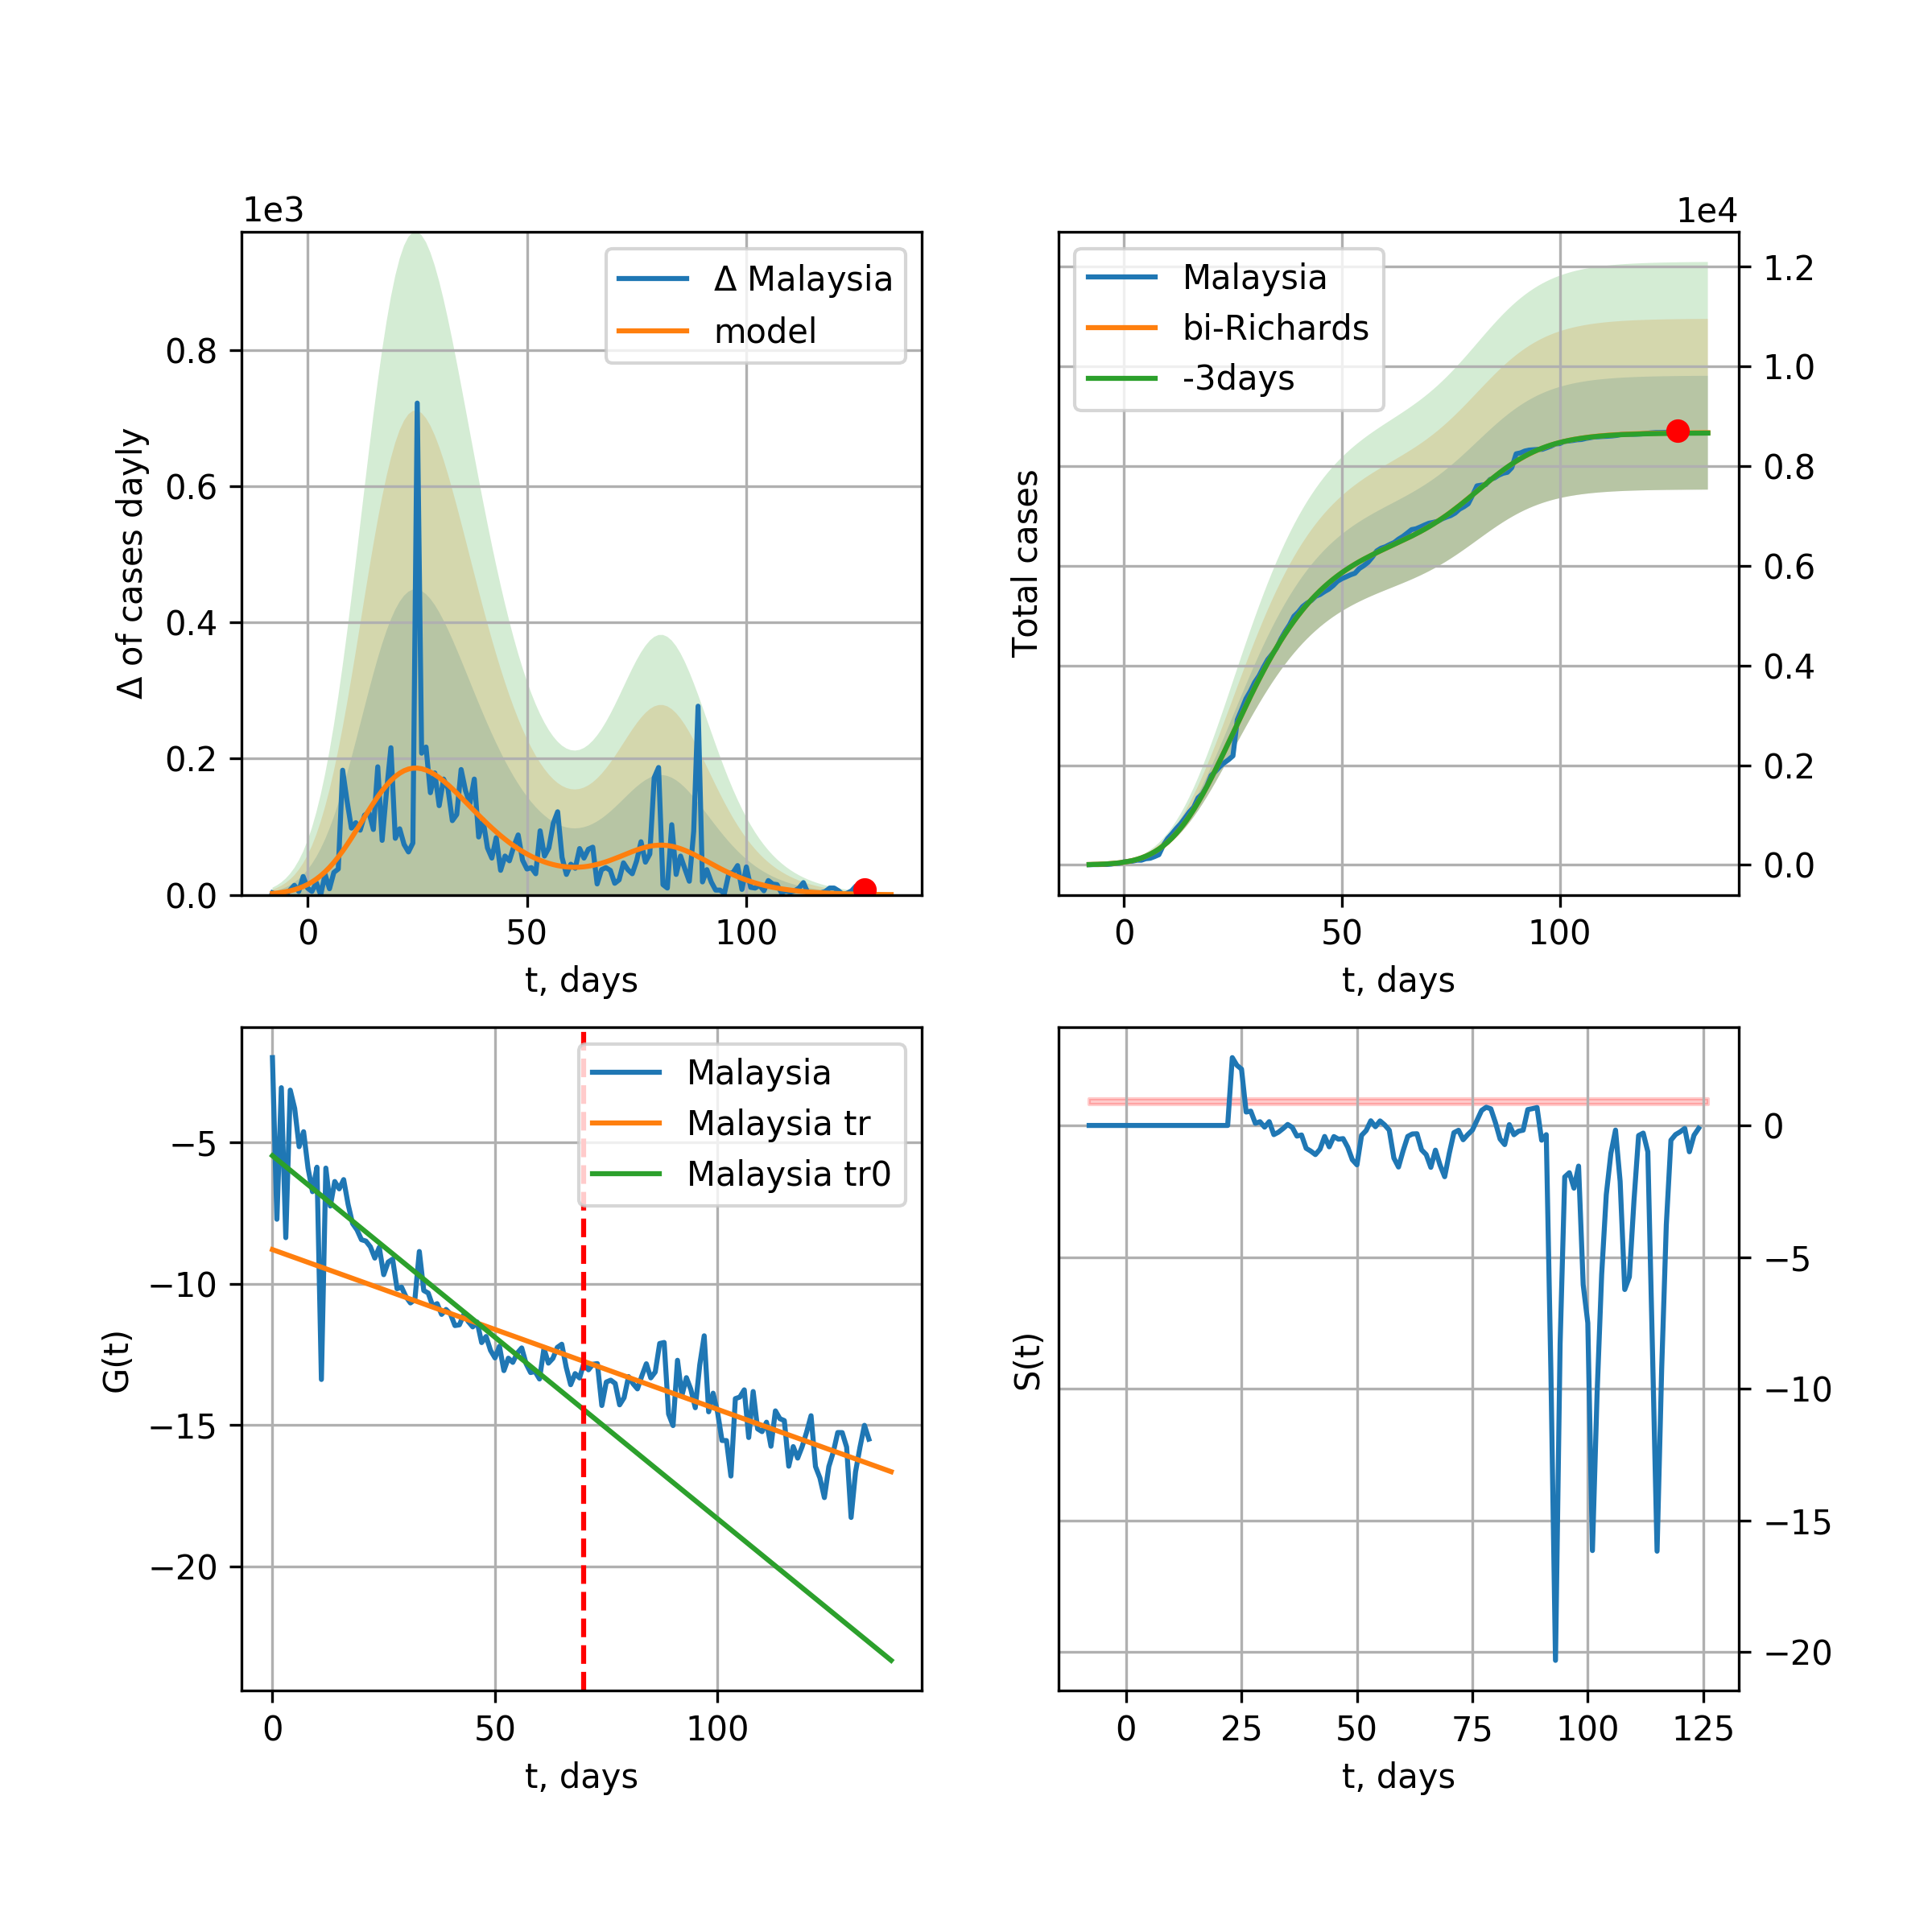 1e3
Δ of cases dayly
0.8
0.6
0.4
0.2
0.0
Δ Malaysia
model
0 50 100
t, days
1e4
Total cases
Malaysia
bi-Richards
-3days
1.2
1.0
0.8
0.6
0.4
0.2
0.0
0 50 100
t, days
G(t)
−5
−10
−15
−20
Malaysia
Malaysia tr
Malaysia tr0
0 50 100
t, days
S(t)
0
−5
−10
−15
−20
0 25 50 75 100 125
t, days